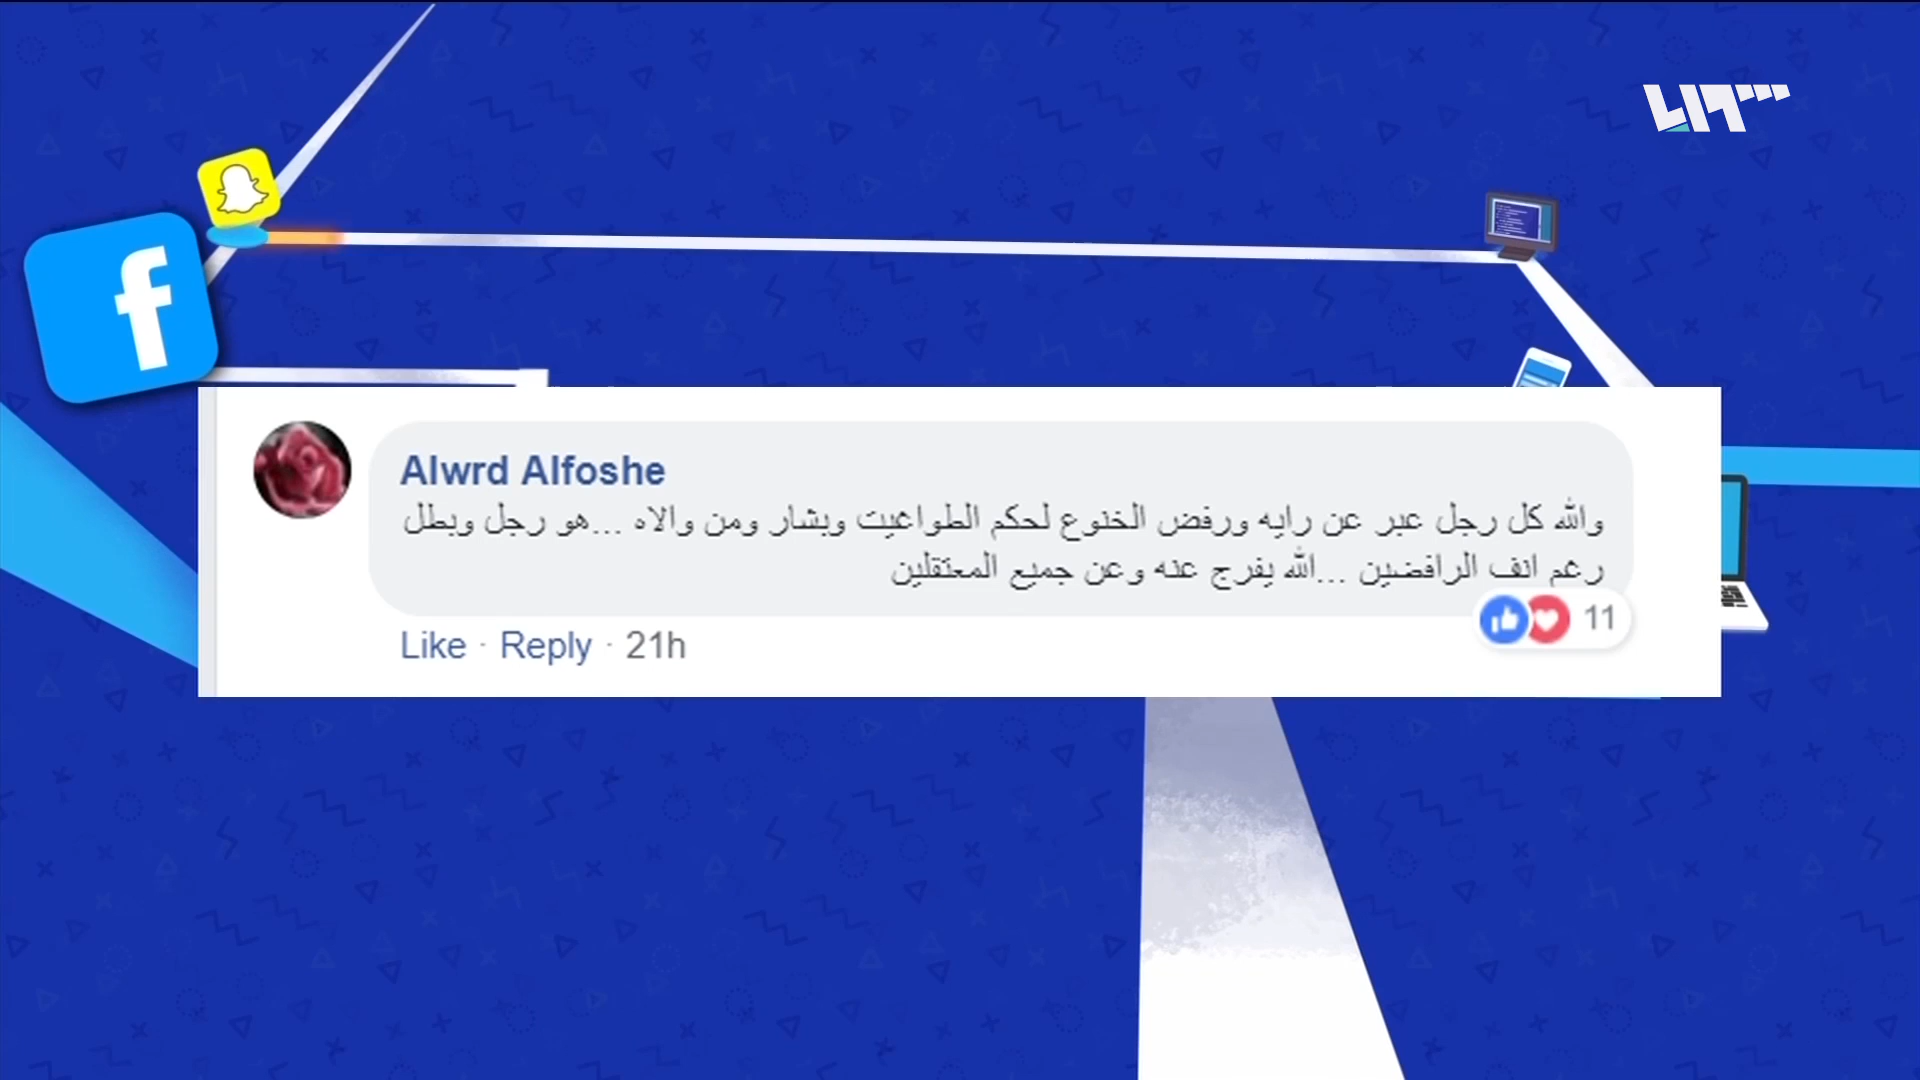 Alwrd Alfoshe
والله كل رجل عبر عن رايه ورفض الخنوع لحكم الطواغيت وبشار ومن والاه ...هو رجل وبطل
رغم انف الرافضين ...الله يفرج عنه وعن جميع المعتقلين
11
Like · Reply · 21h